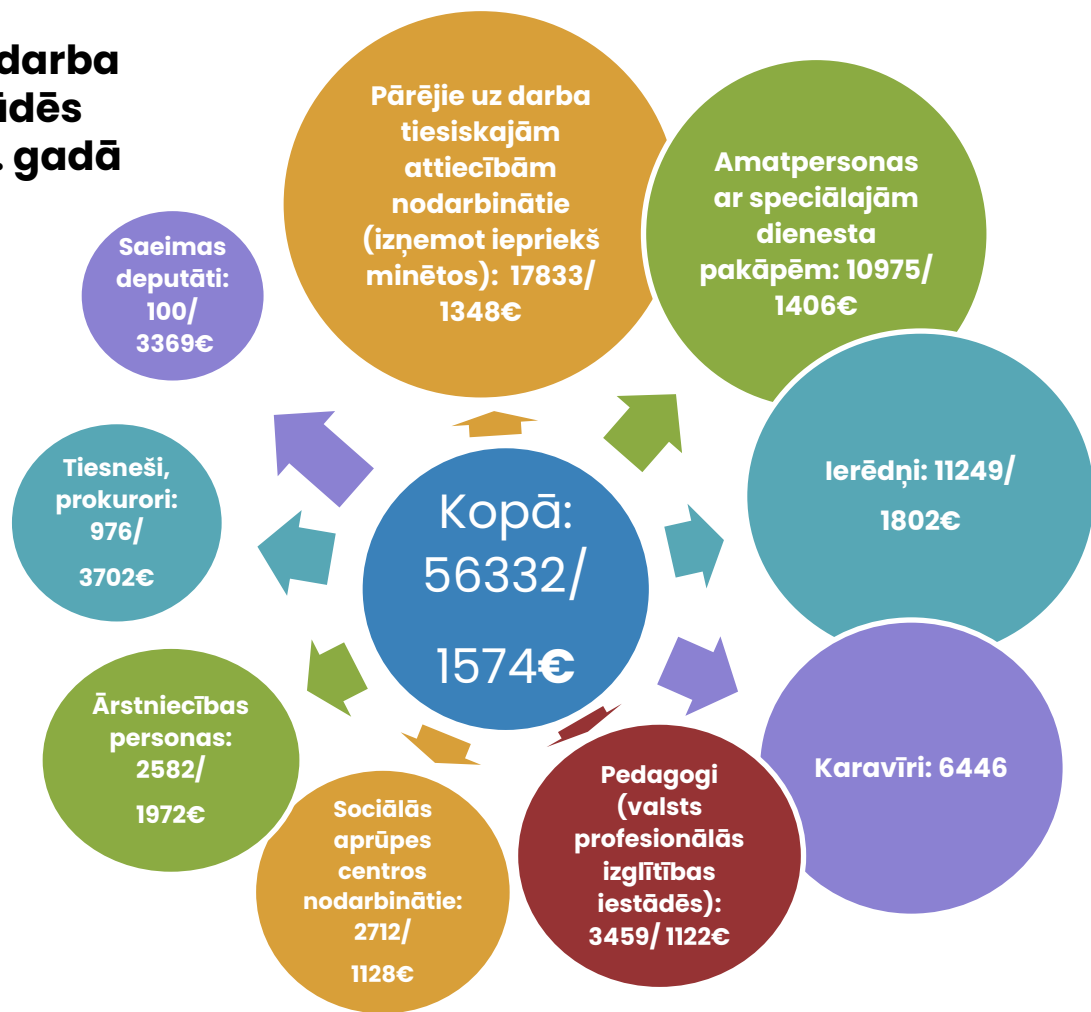 darba
gadā
Pārējie uz darba
tiesiskajām
attiecībām
nodarbinātie
(izņemot iepriekš
minētos): 17833/
1348€
Amatpersonas
ar speciālajām
dienesta
pakāpēm: 10975/
1406€
Ierēdņi: 11249/
1802€
Karavīri: 6446
Pedagogi
(valsts
profesionālās
izglītības
iestādēs):
3459/ 1122€
Sociālās
aprūpes
centros
nodarbinātie:
2712/
1128€
Ārstniecības
personas:
2582/
1972€
Tiesneši,
prokurori:
976/
3702€
Saeimas
deputāti:
100/
3369€
Kopā:
56332/
1574€